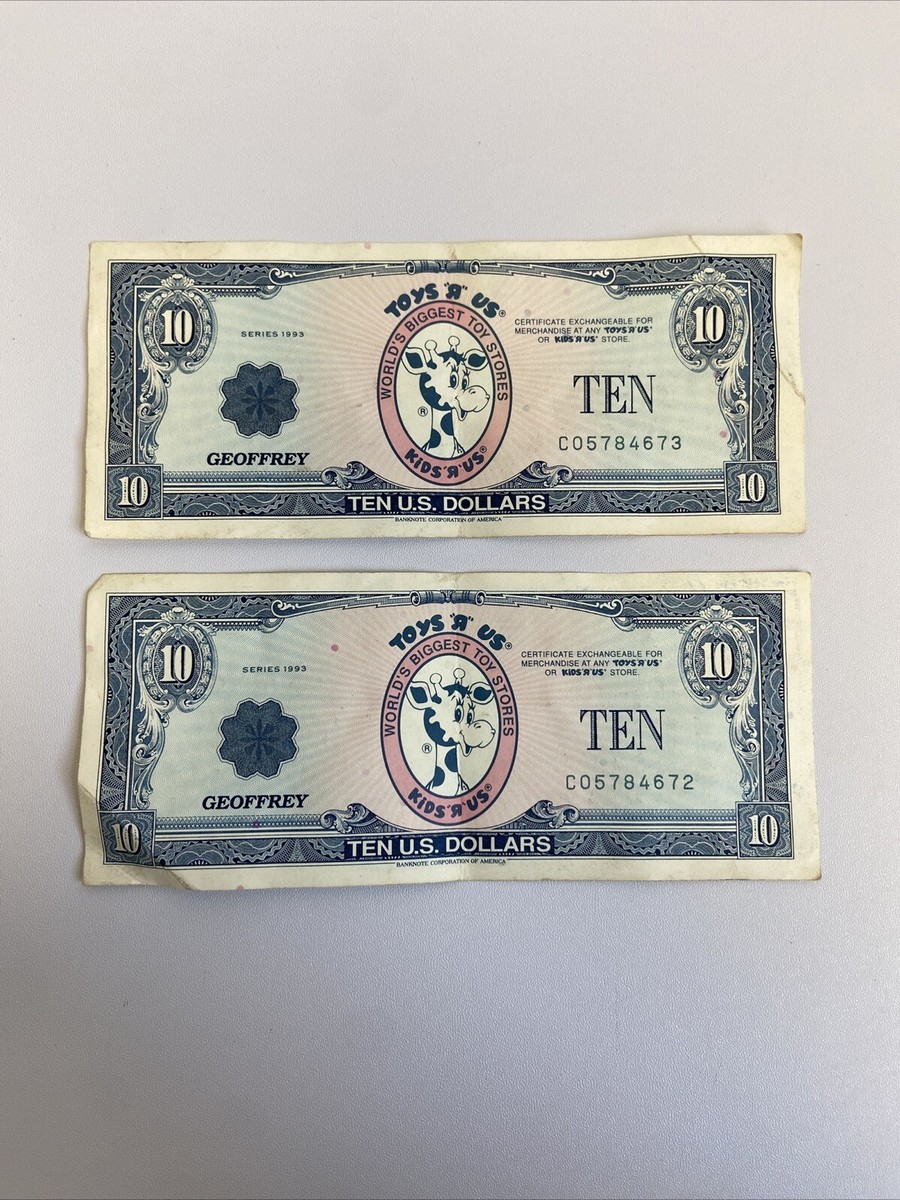 10
SERIES 1993
GEOFFREY
10
TOYS "R" US®
WORLD'S BIGGEST TOY STORES
®
KIDS "R" US®
CERTIFICATE EXCHANGEABLE FOR
MERCHANDISE AT ANY TOYS"R"US®
OR KIDS"R"US® STORE.
10
TEN
C05784673
10
TEN U.S. DOLLARS
BANKNOTE CORPORATION OF AMERICA
10
SERIES 1993
GEOFFREY
10
TOYS "R" US®
WORLD'S BIGGEST TOY STORES
®
KIDS "R" US®
CERTIFICATE EXCHANGEABLE FOR
MERCHANDISE AT ANY TOYS"R"US®
OR KIDS"R"US® STORE.
10
TEN
C05784672
10
TEN U.S. DOLLARS
BANKNOTE CORPORATION OF AMERICA